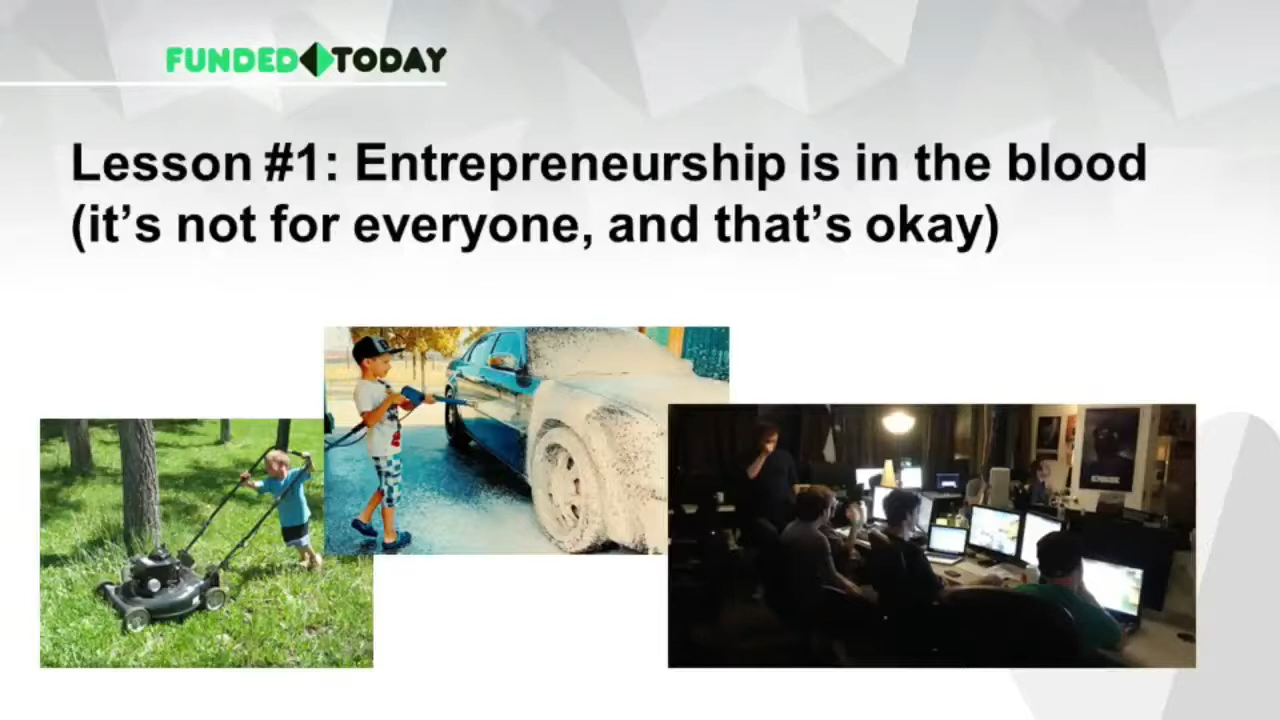 FUNDED TODAY
Lesson #1: Entrepreneurship is in the blood
(it’s not for everyone, and that’s okay)